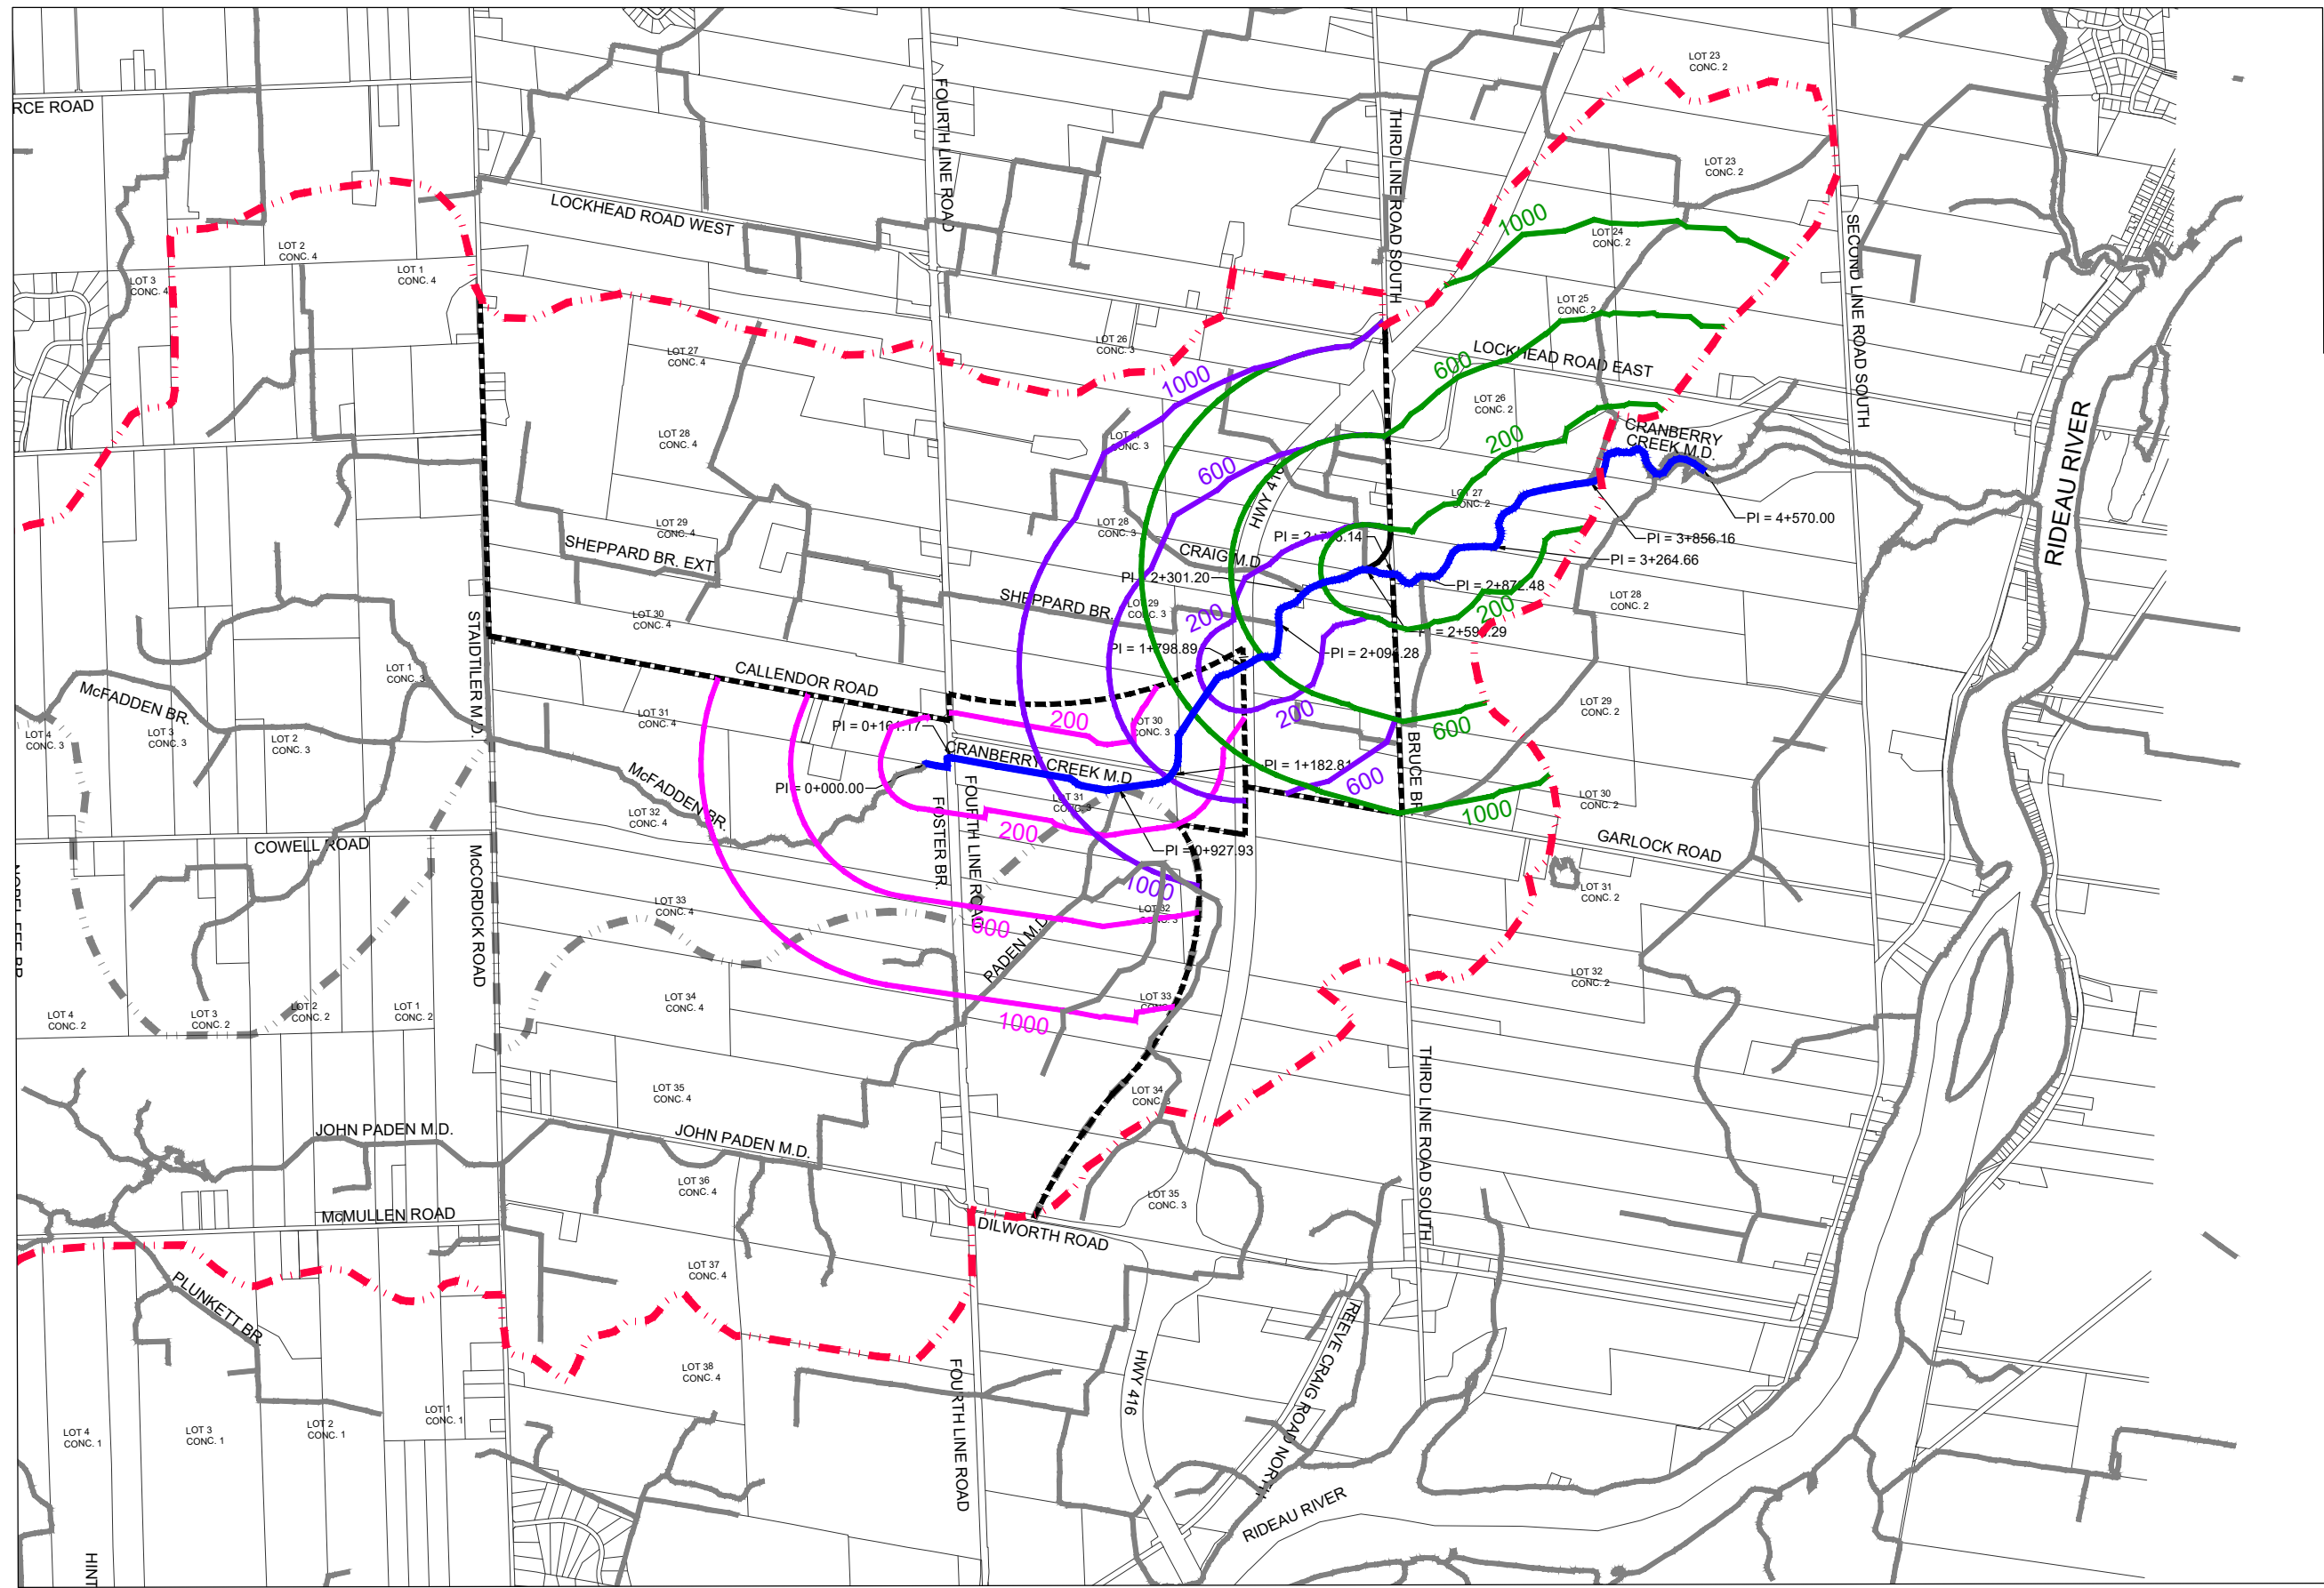 RCE ROAD
LOT 23
CONC. 2
FOURTH LINE ROAD
THIRD LINE ROAD SOUTH
LOT 23
CONC. 2
LOCKHEAD ROAD WEST
1000
LOT 24
CONC. 2
SECOND LINE ROAD SOUTH
LOT 2
CONC. 4
LOT 1
CONC. 4
LOT 3
CONC. 4
LOT 25
CONC. 2
LOT 27
CONC. 4
LOT 26
CONC. 3
LOCKHEAD ROAD EAST
600
1000
LOT 26
CONC. 2
LOT 28
CONC. 4
CONC. 3
200
CRANBERRY
CREEK M.D.
600
HWY 416
LOT 27
CONC. 2
RIDEAU RIVER
LOT 29
CONC. 4
LOT 28
CONC. 3
PI = 4+570.00
SHEPPARD BR. EXT.
CRAIG M.D.
PI = 3+856.16
PI = 3+264.66
PI = 2+301.20
PI = 2+872.48
SHEPPARD BR.
LOT 29
CONC. 3
200
200
LOT 28
CONC. 2
LOT 30
CONC. 4
STAIDTILER M.D.
PI = 1+798.89
PI = 2+094.28
LOT 1
CONC. 3
CALLENDOR ROAD
McFADDEN BR.
LOT 31
CONC. 4
200
LOT 30
CONC. 3
200
LOT 29
CONC. 2
600
LOT 4
CONC. 3
LOT 3
CONC. 3
LOT 2
CONC. 3
CRANBERRY CREEK M.D.
McFADDEN BR.
PI = 0+000.00
PI = 1+182.81
600
BRUCE BR.
LOT 30
CONC. 2
1000
LOT 31
LOT 32
CONC. 4
FOSTER BR.
FOURTH LINE ROAD
200
COWELL ROAD
McCORDICK ROAD
PI = 0+927.93
GARLOCK ROAD
1000
LOT 31
CONC. 2
LOT 33
CONC. 4
LOT 32
CONC. 3
600
PADEN M.D.
LOT 32
CONC. 2
LOT 34
CONC. 4
LOT 33
1000
LOT 4
CONC. 2
LOT 3
CONC. 2
LOT 2
CONC. 2
LOT 1
CONC. 2
LOT 35
CONC. 4
LOT 34
CONC. 3
THIRD LINE ROAD SOUTH
JOHN PADEN M.D.
JOHN PADEN M.D.
LOT 36
CONC. 4
LOT 35
CONC. 3
McMULLEN ROAD
DILWORTH ROAD
LOT 37
CONC. 4
PLUNKETT BR.
REEVE CRAIG ROAD NORTH
LOT 38
CONC. 4
FOURTH LINE ROAD
HWY 416
LOT 4
CONC. 1
LOT 3
CONC. 1
LOT 2
CONC. 1
LOT 1
CONC. 1
RIDEAU RIVER
HINT